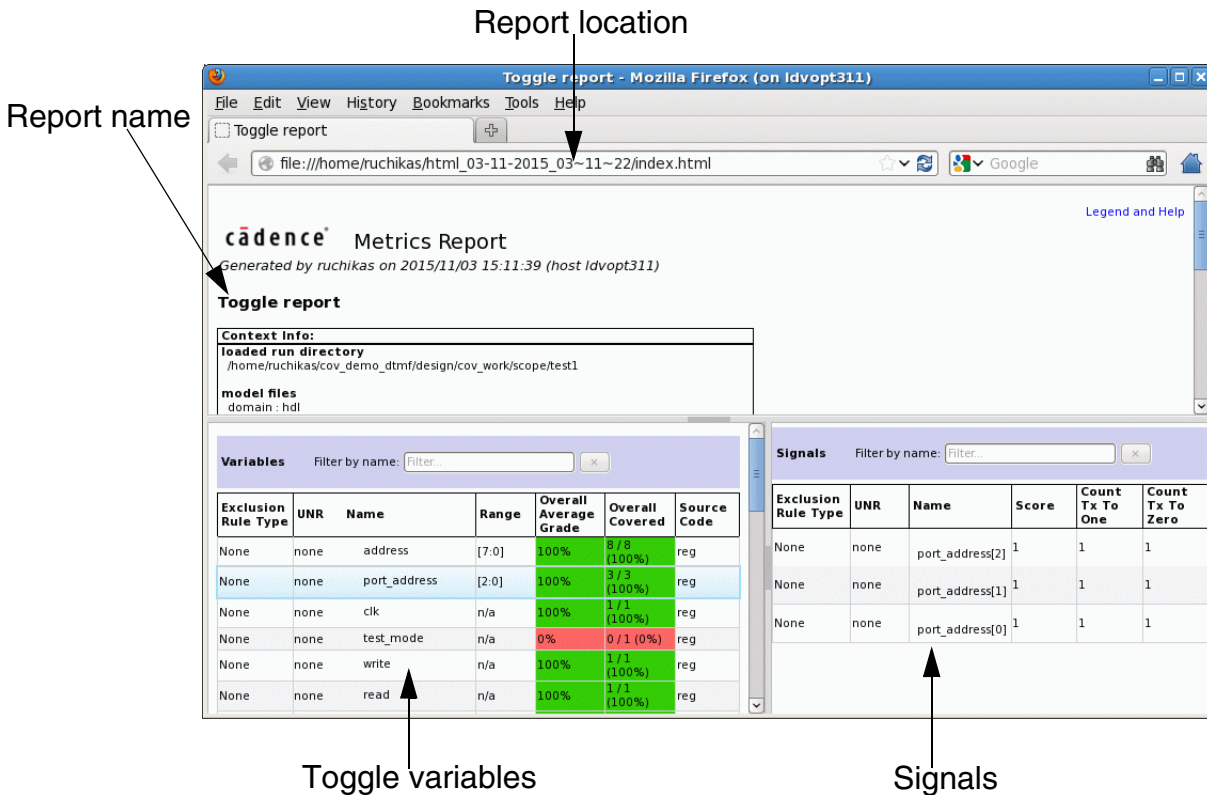 Report location
Report name
Toggle report - Mozilla Firefox (on ldvopt311)
File Edit View History Bookmarks Tools Help
Toggle report
file:///home/ruchikas/html_03-11-2015_03~11~22/index.html
Google
Legend and Help
cādence® Metrics Report
Generated by ruchikas on 2015/11/03 15:11:39 (host ldvopt311)
Toggle report
Context Info:
loaded run directory
/home/ruchikas/cov_demo_dtmf/design/cov_work/scope/test1
model files
domain : hdl
Variables Filter by name: Filter...
Exclusion Rule Type UNR Name Range Overall Average Grade Overall Covered Source Code
None none address [7:0] 100% 8 / 8 (100%) reg
None none port_address [2:0] 100% 3 / 3 (100%) reg
None none clk n/a 100% 1 / 1 (100%) reg
None none test_mode n/a 0% 0 / 1 (0%) reg
None none write n/a 100% 1 / 1 (100%) reg
None none read n/a 100% 1 / 1 (100%) reg
Signals Filter by name: Filter...
Exclusion Rule Type UNR Name Score Count Tx To One Count Tx To Zero
None none port_address[2] 1 1 1
None none port_address[1] 1 1 1
None none port_address[0] 1 1 1
Toggle variables
Signals